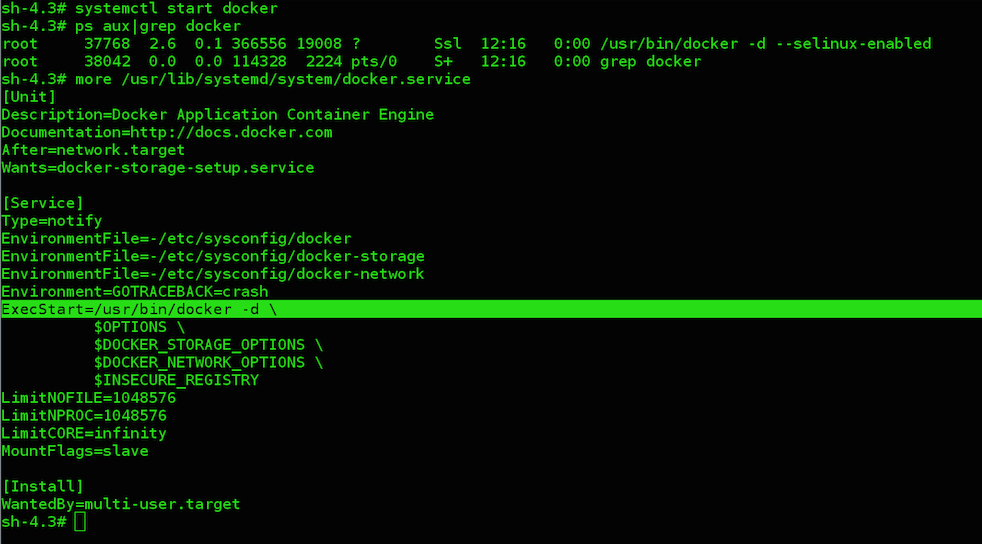 sh-4.3# systemctl start docker
sh-4.3# ps aux|grep docker
root     37768  2.6  0.1 366556 19008 ?        Ssl  12:16   0:00 /usr/bin/docker -d --selinux-enabled
root     38042  0.0  0.0 114328  2224 pts/0    S+   12:16   0:00 grep docker
sh-4.3# more /usr/lib/systemd/system/docker.service
[Unit]
Description=Docker Application Container Engine
Documentation=http://docs.docker.com
After=network.target
Wants=docker-storage-setup.service

[Service]
Type=notify
EnvironmentFile=-/etc/sysconfig/docker
EnvironmentFile=-/etc/sysconfig/docker-storage
EnvironmentFile=-/etc/sysconfig/docker-network
Environment=GOTRACEBACK=crash
ExecStart=/usr/bin/docker -d \
          $OPTIONS \
          $DOCKER_STORAGE_OPTIONS \
          $DOCKER_NETWORK_OPTIONS \
          $INSECURE_REGISTRY
LimitNOFILE=1048576
LimitNPROC=1048576
LimitCORE=infinity
MountFlags=slave

[Install]
WantedBy=multi-user.target
sh-4.3#